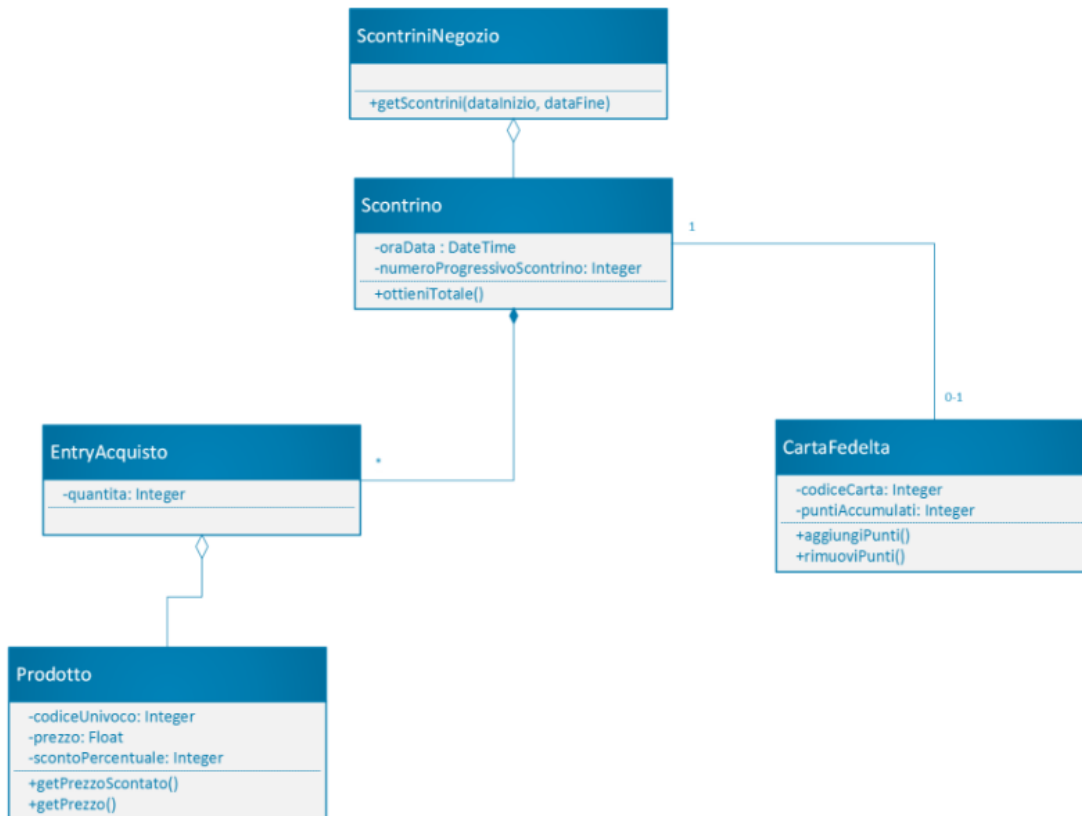 ScontriniNegozio
+getScontrini(dataInizio, dataFine)
Scontrino
-oraData : DateTime
-numeroProgressivoScontrino: Integer
+ottieniTotale()
1
0-1
EntryAcquisto
-quantita: Integer
*
CartaFedelta
-codiceCarta: Integer
-puntiAccumulati: Integer
+aggiungiPunti()
+rimuoviPunti()
Prodotto
-codiceUnivoco: Integer
-prezzo: Float
-scontoPercentuale: Integer
+getPrezzoScontato()
+getPrezzo()